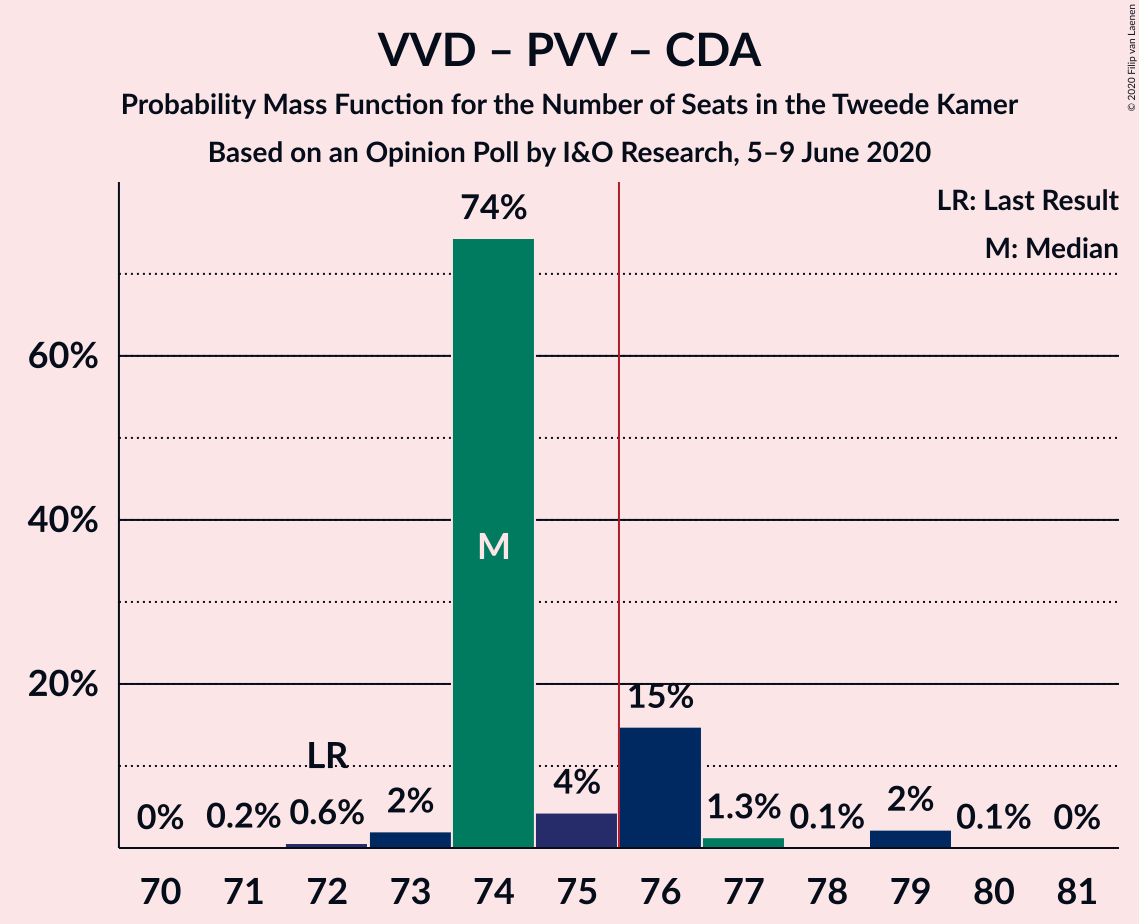 VVD – PVV – CDA
Probability Mass Function for the Number of Seats in the Tweede Kamer
Based on an Opinion Poll by I&O Research, 5–9 June 2020
© 2020 Filip van Laenen
LR: Last Result
M: Median
74%
60%
40%
M
20%
15%
LR
4%
2%
2%
1.3%
0.6%
0% 0.2% 0.1% 0.1% 0%
70 71 72 73 74 75 76 77 78 79 80 81